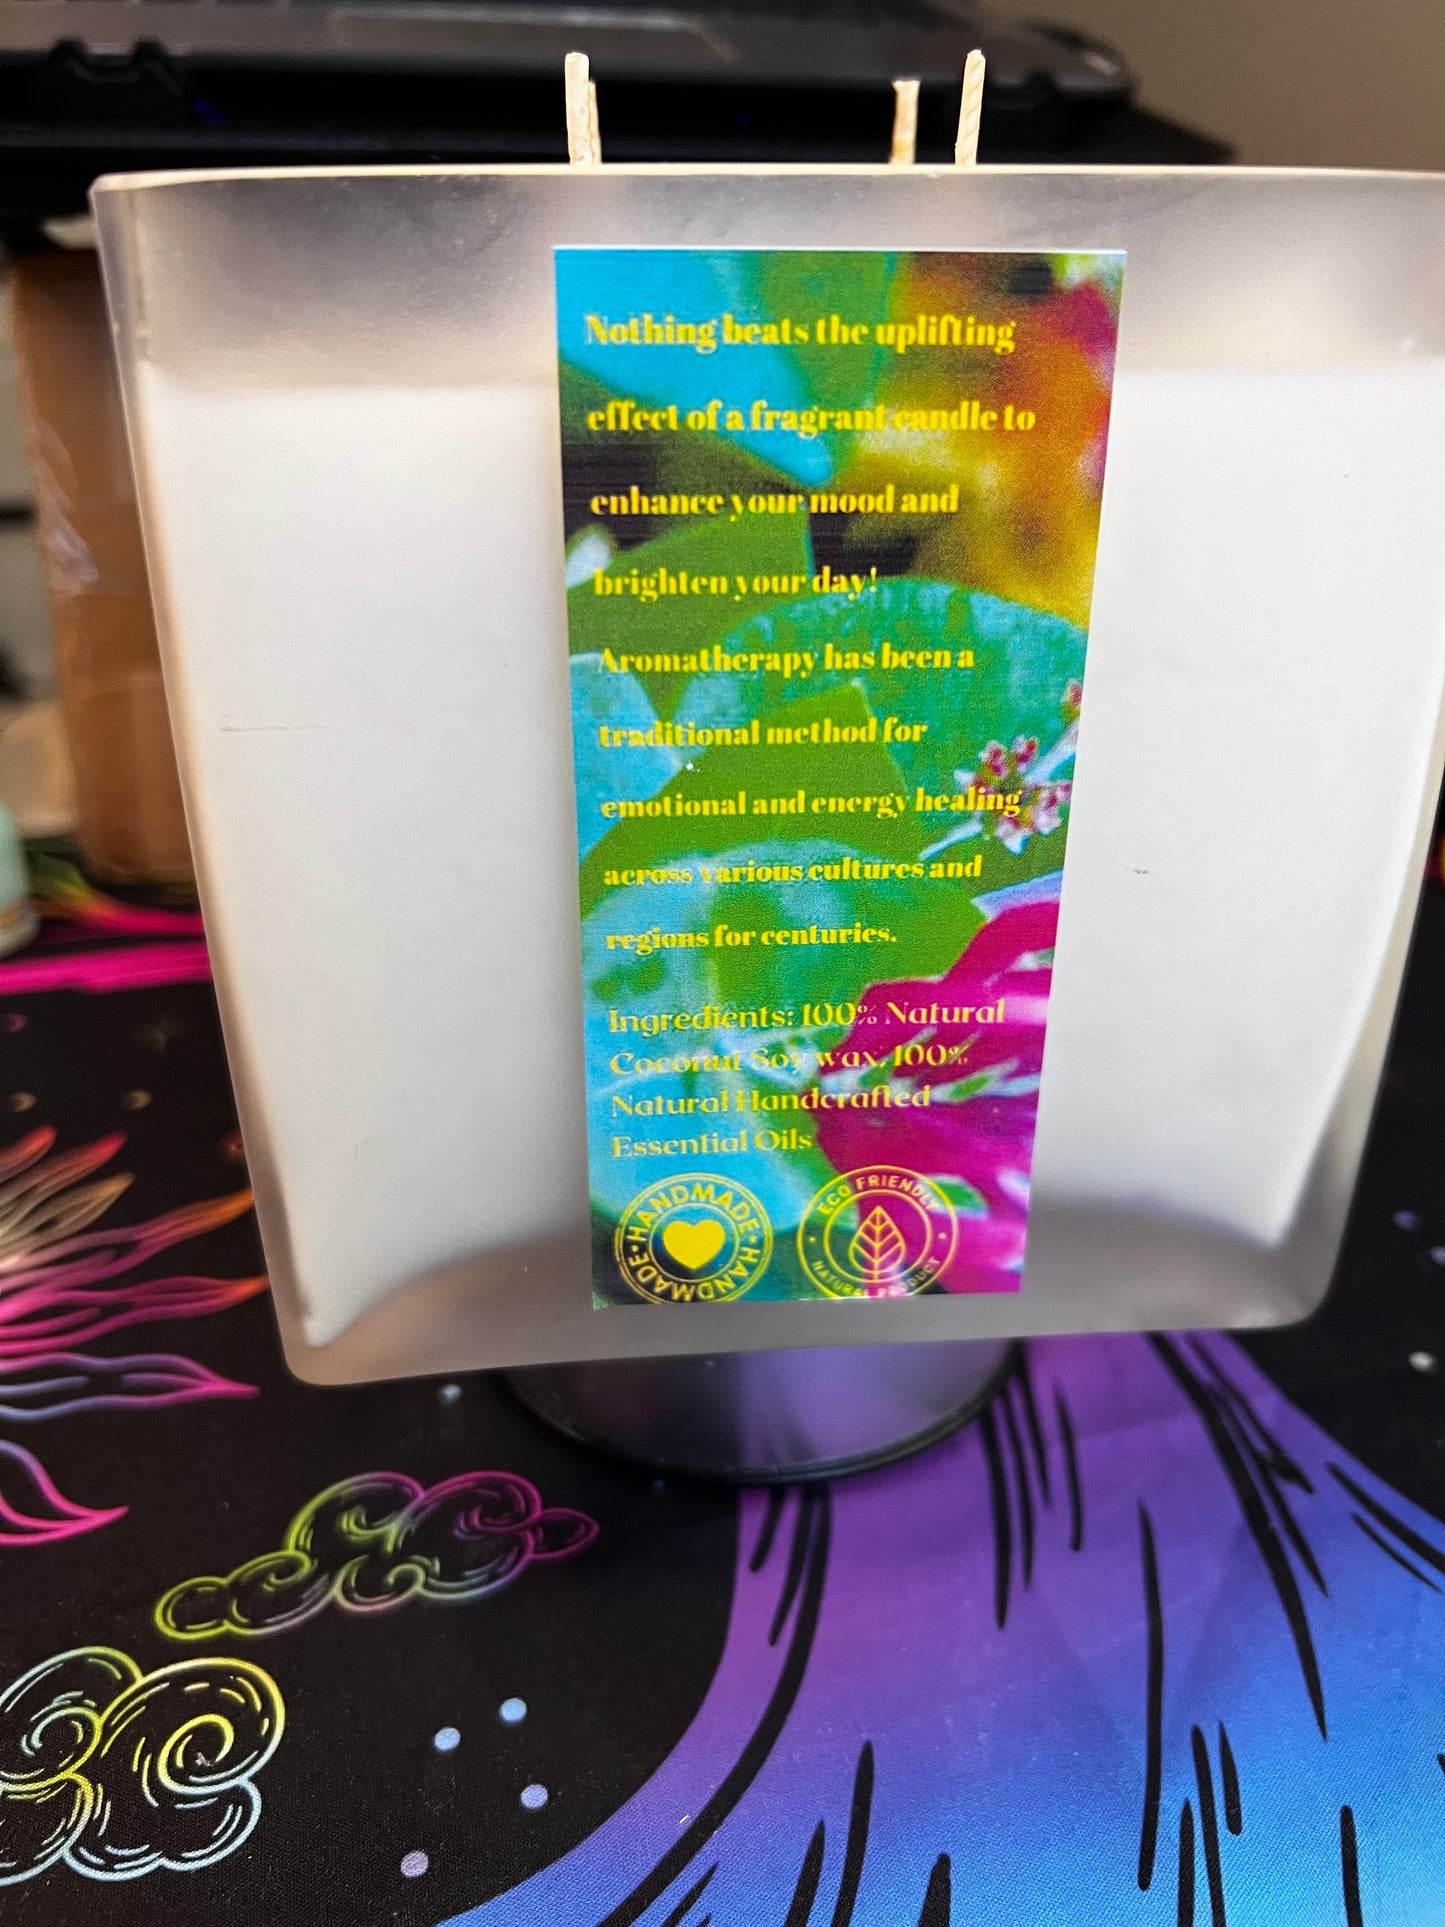 Nothing beats the uplifting
effect of a fragrant candle to
enhance your mood and
brighten your day!
Aromatherapy has been a
traditional method for
emotional and energy healing
across various cultures and
regions for centuries.
Ingredients: 100% Natural
Coconut Soy wax, 100%
Natural Handcrafted
Essential Oils
HANDMADE • HANDMADE •
ECO FRIENDLY
• NATURAL PRODUCT •